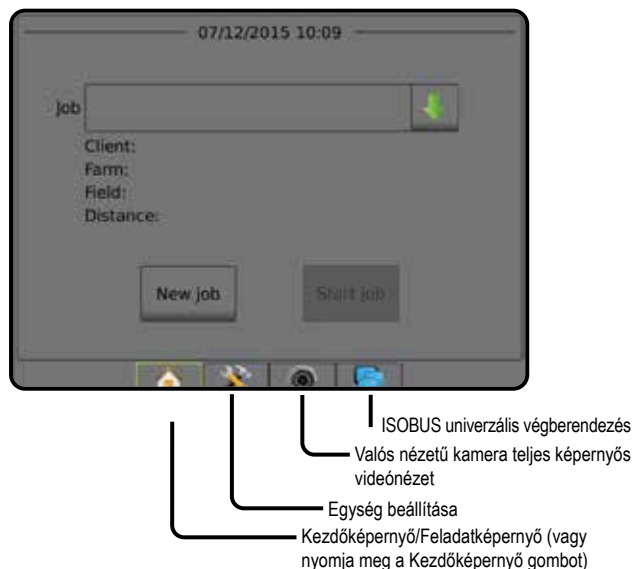 07/12/2015 10:09
Job
Client:
Farm:
Field:
Distance:
New job
Start job
ISOBUS univerzális végberendezés
Valós nézetű kamera teljes képernyős
videónézet
Egység beállítása
Kezdőképernyő/Feladatképernyő (vagy
nyomja meg a Kezdőképernyő gombot)